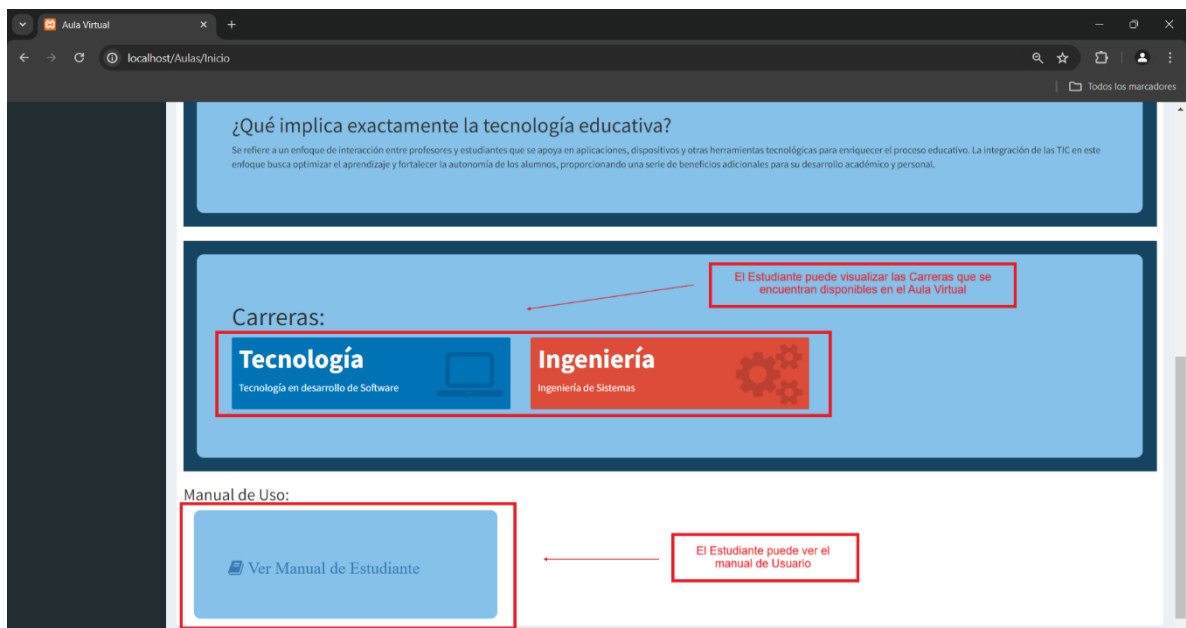 Aula Virtual
localhost/Aulas/Inicio
Todos los marcadores
¿Qué implica exactamente la tecnología educativa?
Se refiere a un enfoque de interacción entre profesores y estudiantes que se apoya en aplicaciones, dispositivos y otras herramientas tecnológicas para enriquecer el proceso educativo. La integración de las TIC en este
enfoque busca optimizar el aprendizaje y fortalecer la autonomía de los alumnos, proporcionando una serie de beneficios adicionales para su desarrollo académico y personal.
El Estudiante puede visualizar las Carreras que se
encuentran disponibles en el Aula Virtual
Carreras:
Tecnología
Tecnología en desarrollo de Software
Ingeniería
Ingeniería de Sistemas
Manual de Uso:
Ver Manual de Estudiante
El Estudiante puede ver el
manual de Usuario